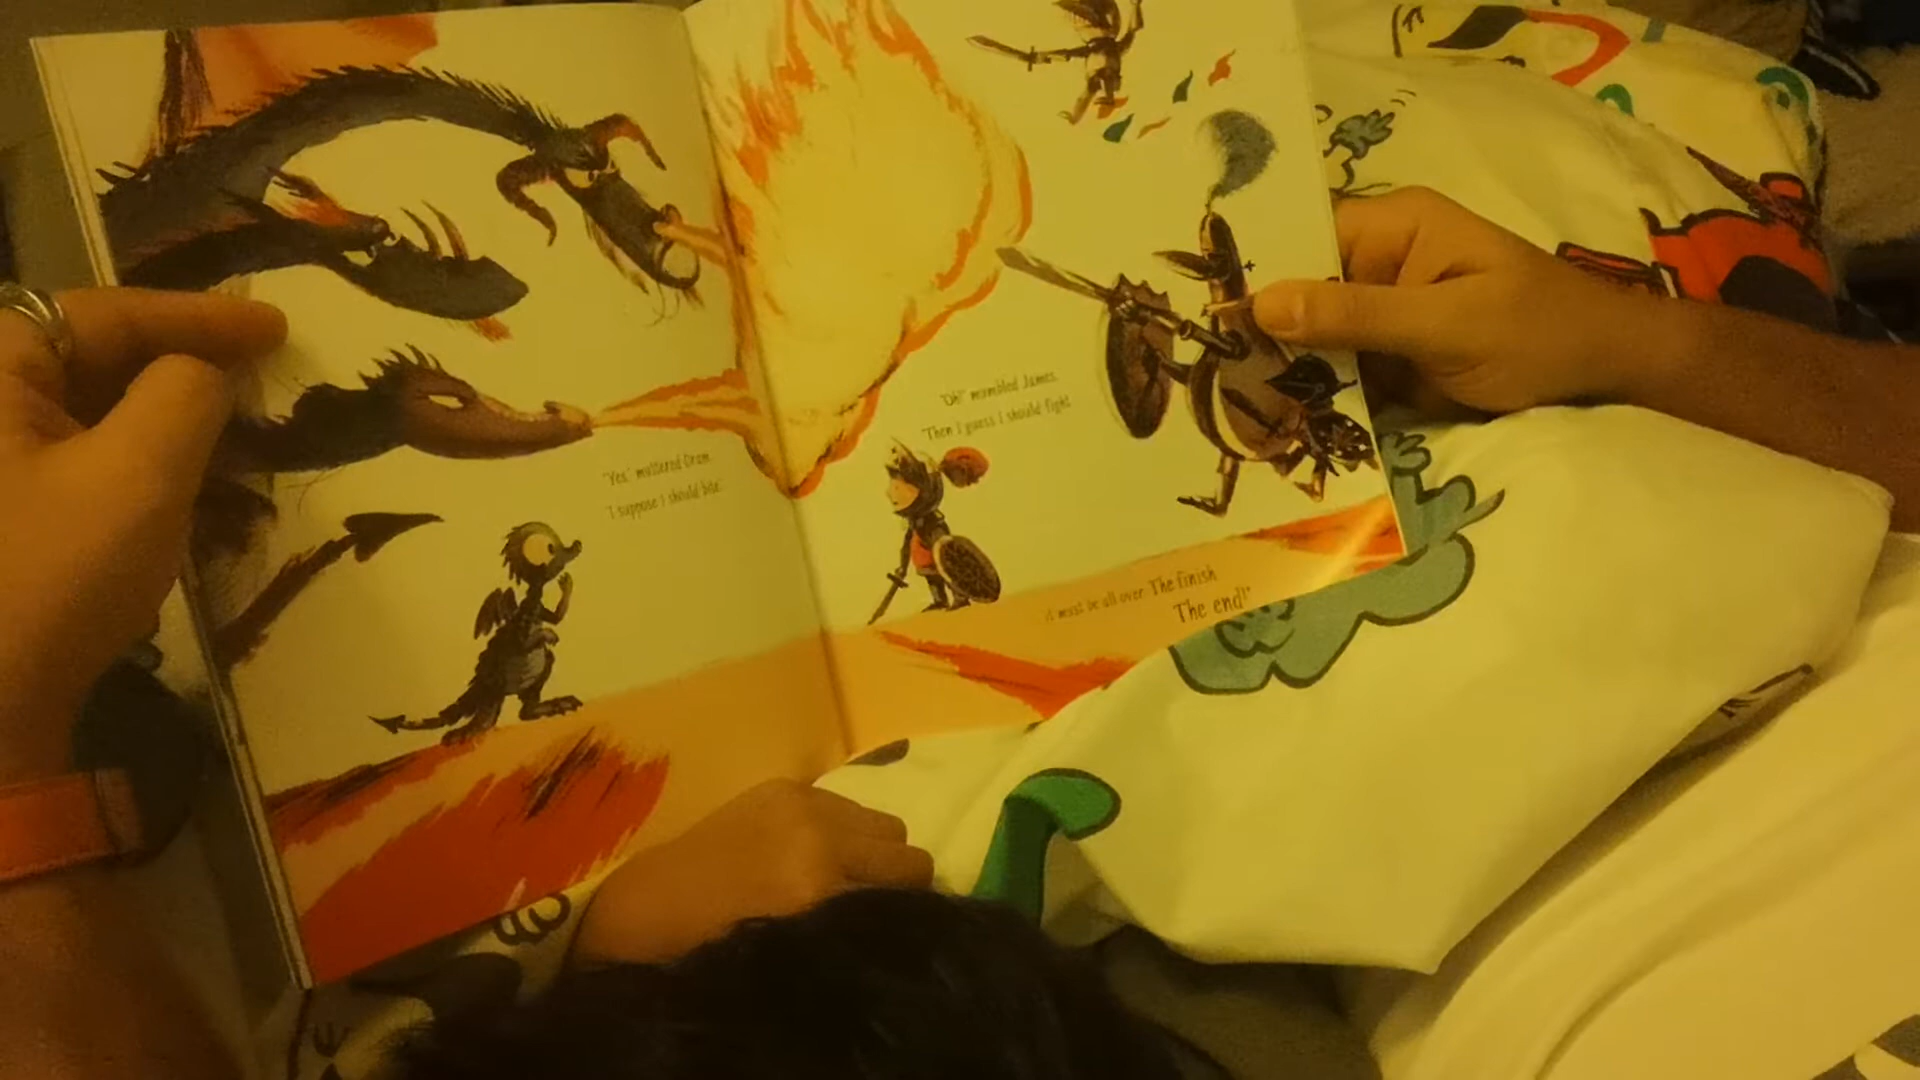 "Yes," muttered Gram.
"I suppose I should bite."
"Oh!" mumbled James.
"Then I guess I should fight.
it must be all over. The finish.
The end!"